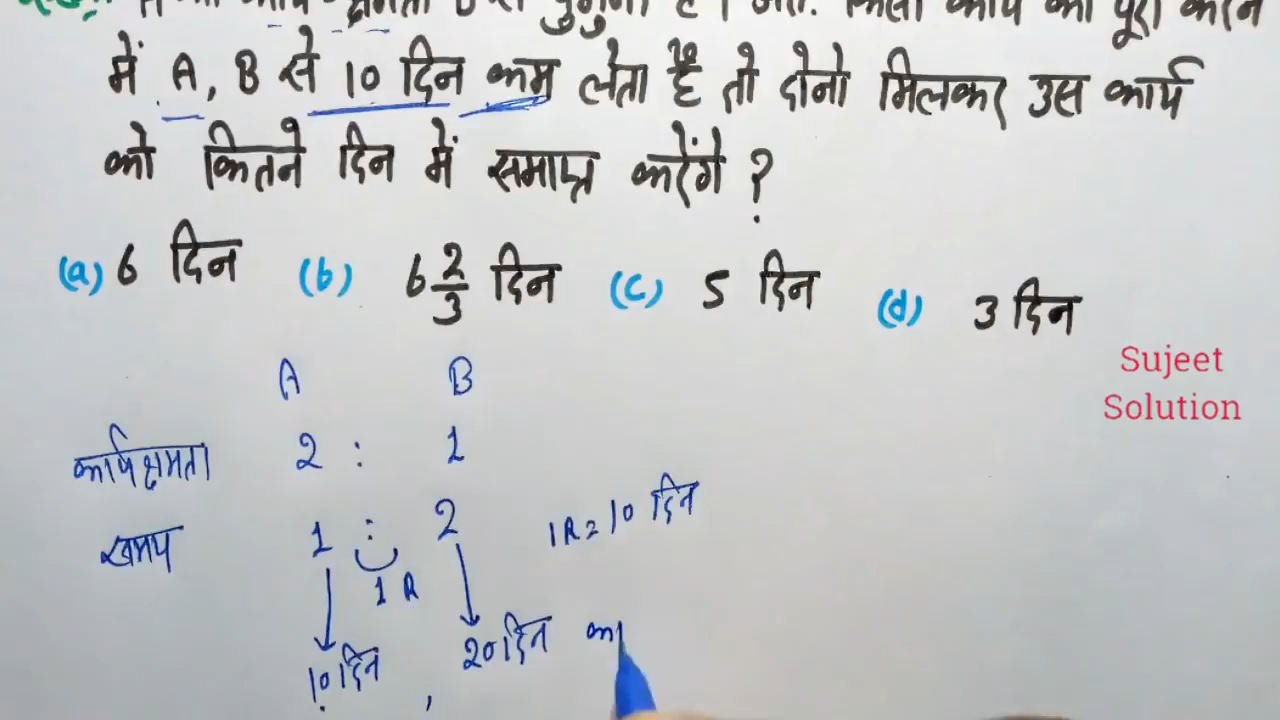 में A, B से 10 दिन कम लेता है तो दोनो मिलकर उस कार्य
को कितने दिन में समाप्त करेंगे ?
(a) 6 दिन (b) 6 2/3 दिन (c) 5 दिन (d) 3 दिन
Sujeet
Solution
A B
कार्यक्षमता 2 : 1
समय 1 : 2 1R = 10 दिन
1 R
10 दिन , 20 दिन